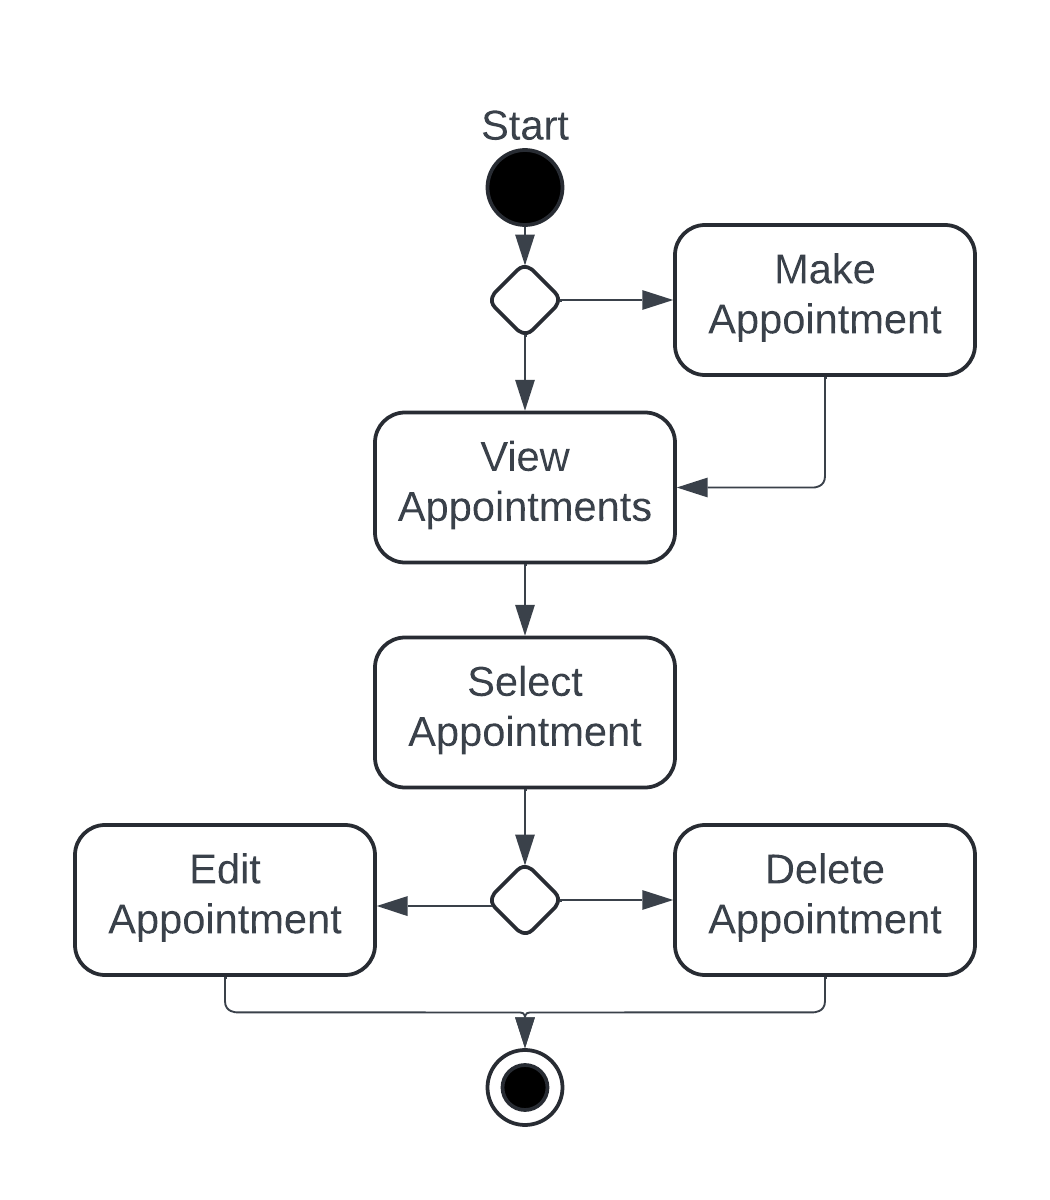 Start
Make
Appointment
View
Appointments
Select
Appointment
Edit
Appointment
Delete
Appointment